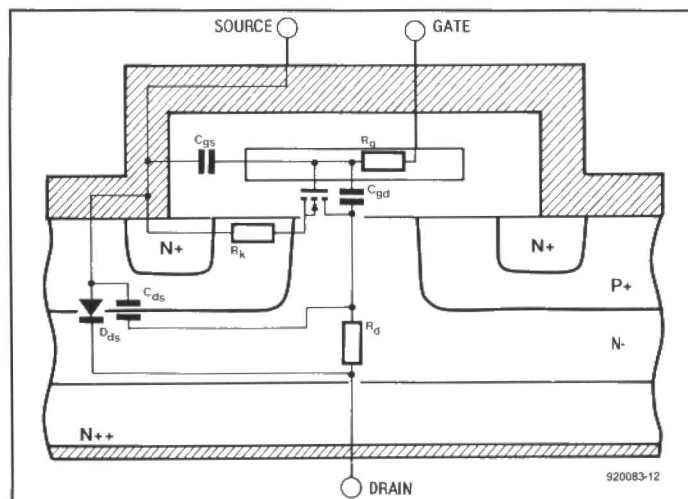 SOURCE GATE
Cgs
Rg
Cgd
N+
Rk
N+
P+
Cds
Dds
Rd
N-
N++
DRAIN
920083-12